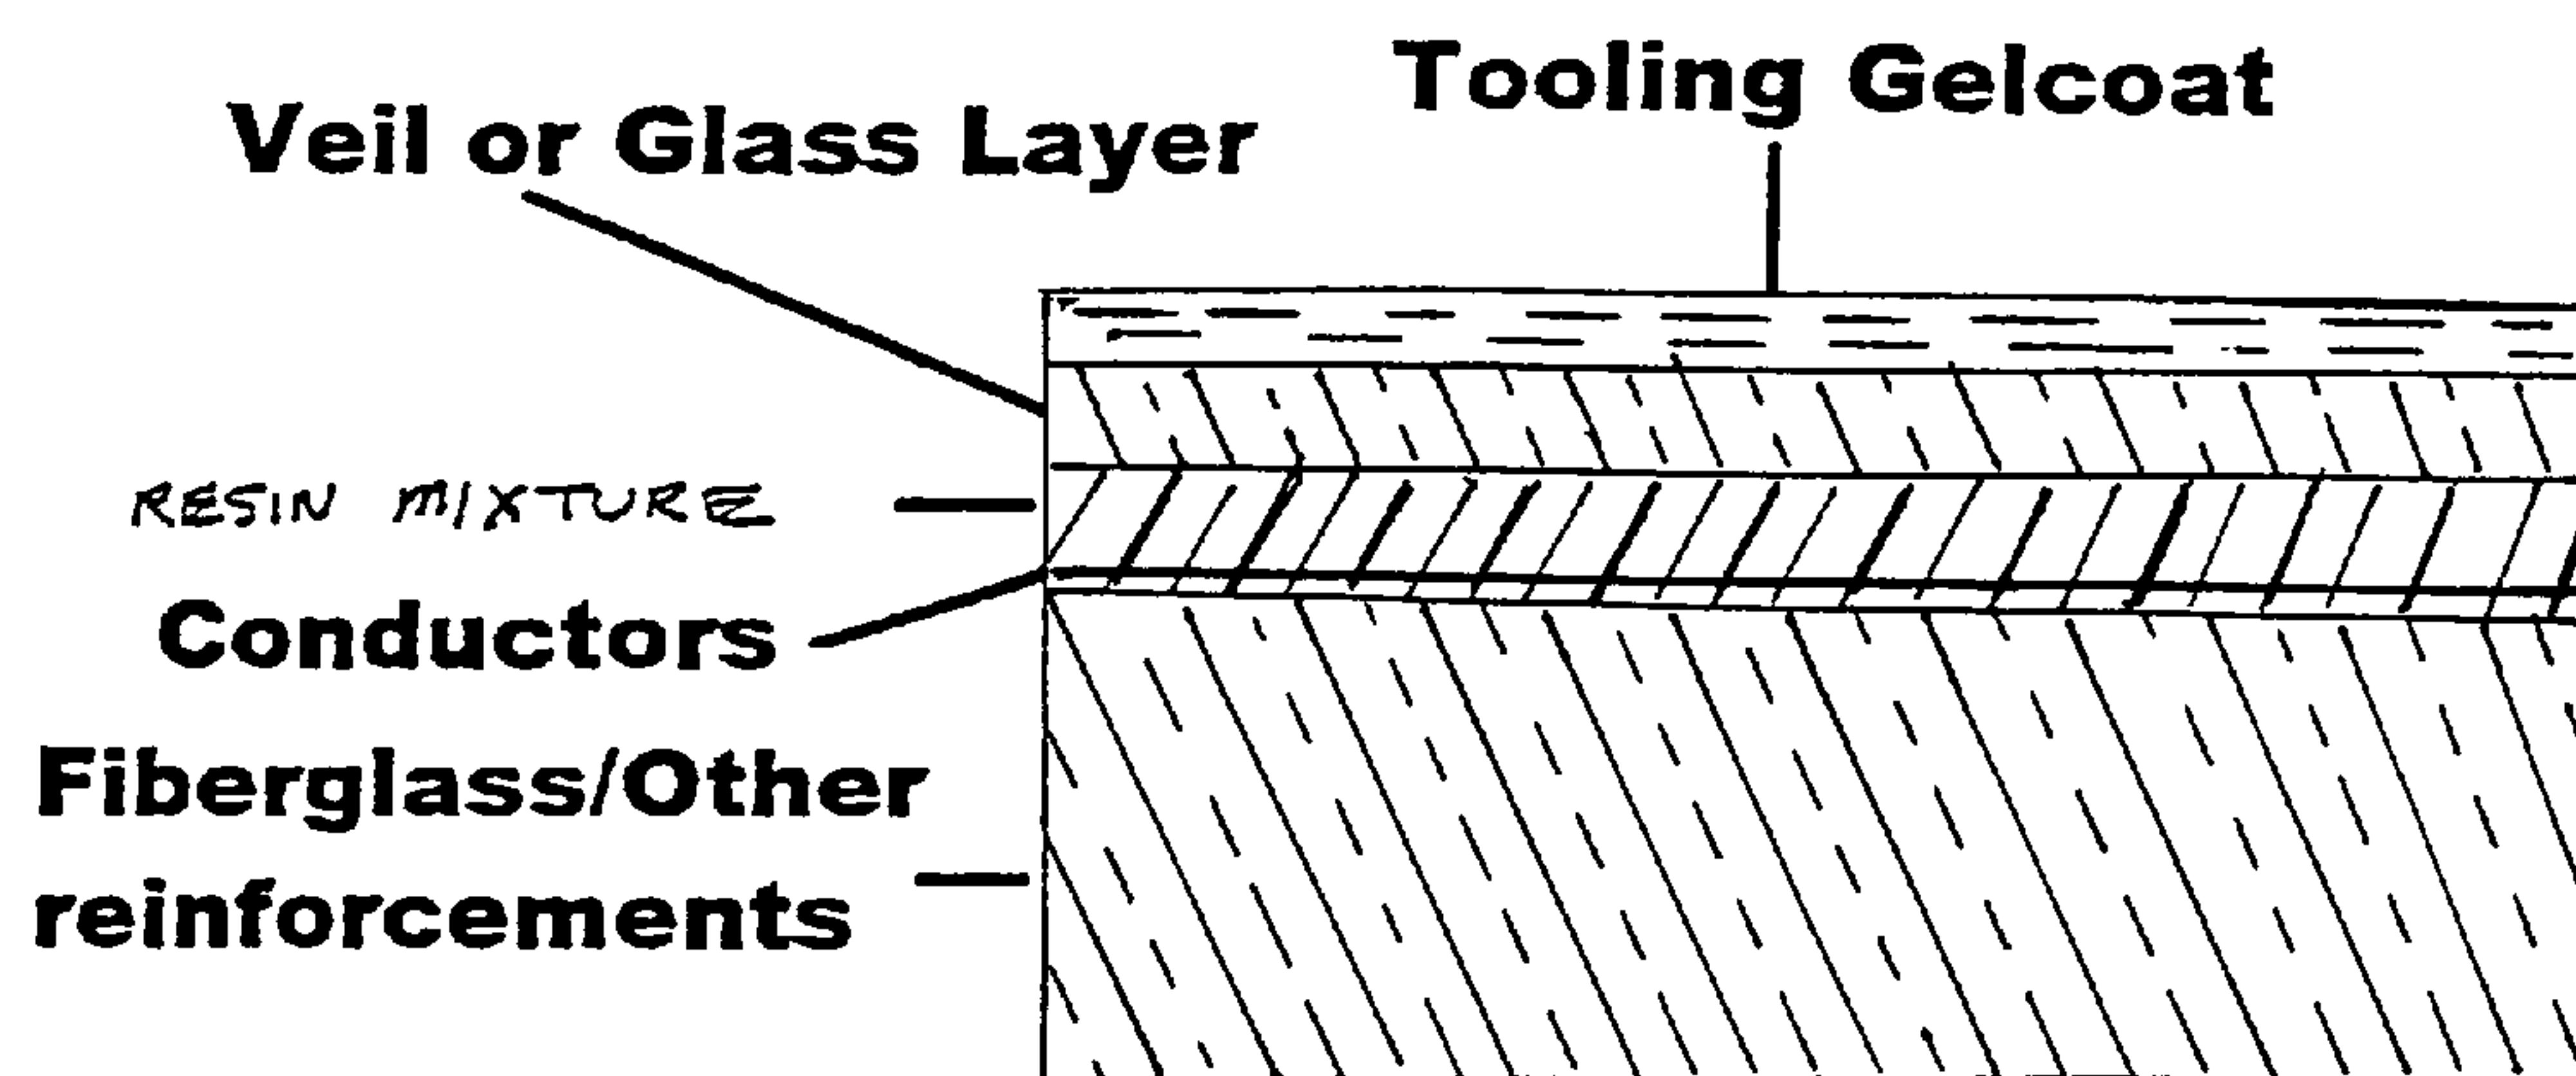 Tooling Gelcoat
Veil or Glass Layer
RESIN MIXTURE
Conductors
Fiberglass/Other
reinforcements